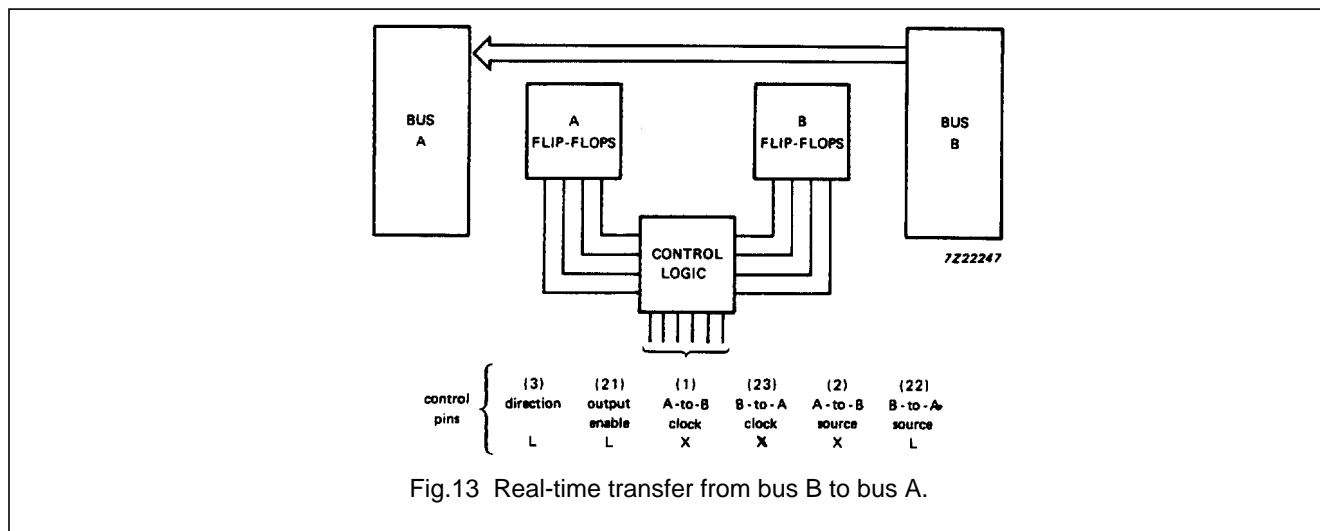 BUS
A
A
FLIP-FLOPS
B
FLIP-FLOPS
BUS
B
7Z22247
CONTROL
LOGIC
control
pins
(3) (21) (1) (23) (2) (22)
direction output A-to-B B-to-A A-to-B B-to-A
enable clock clock source source
L L X X X L
Fig.13 Real-time transfer from bus B to bus A.